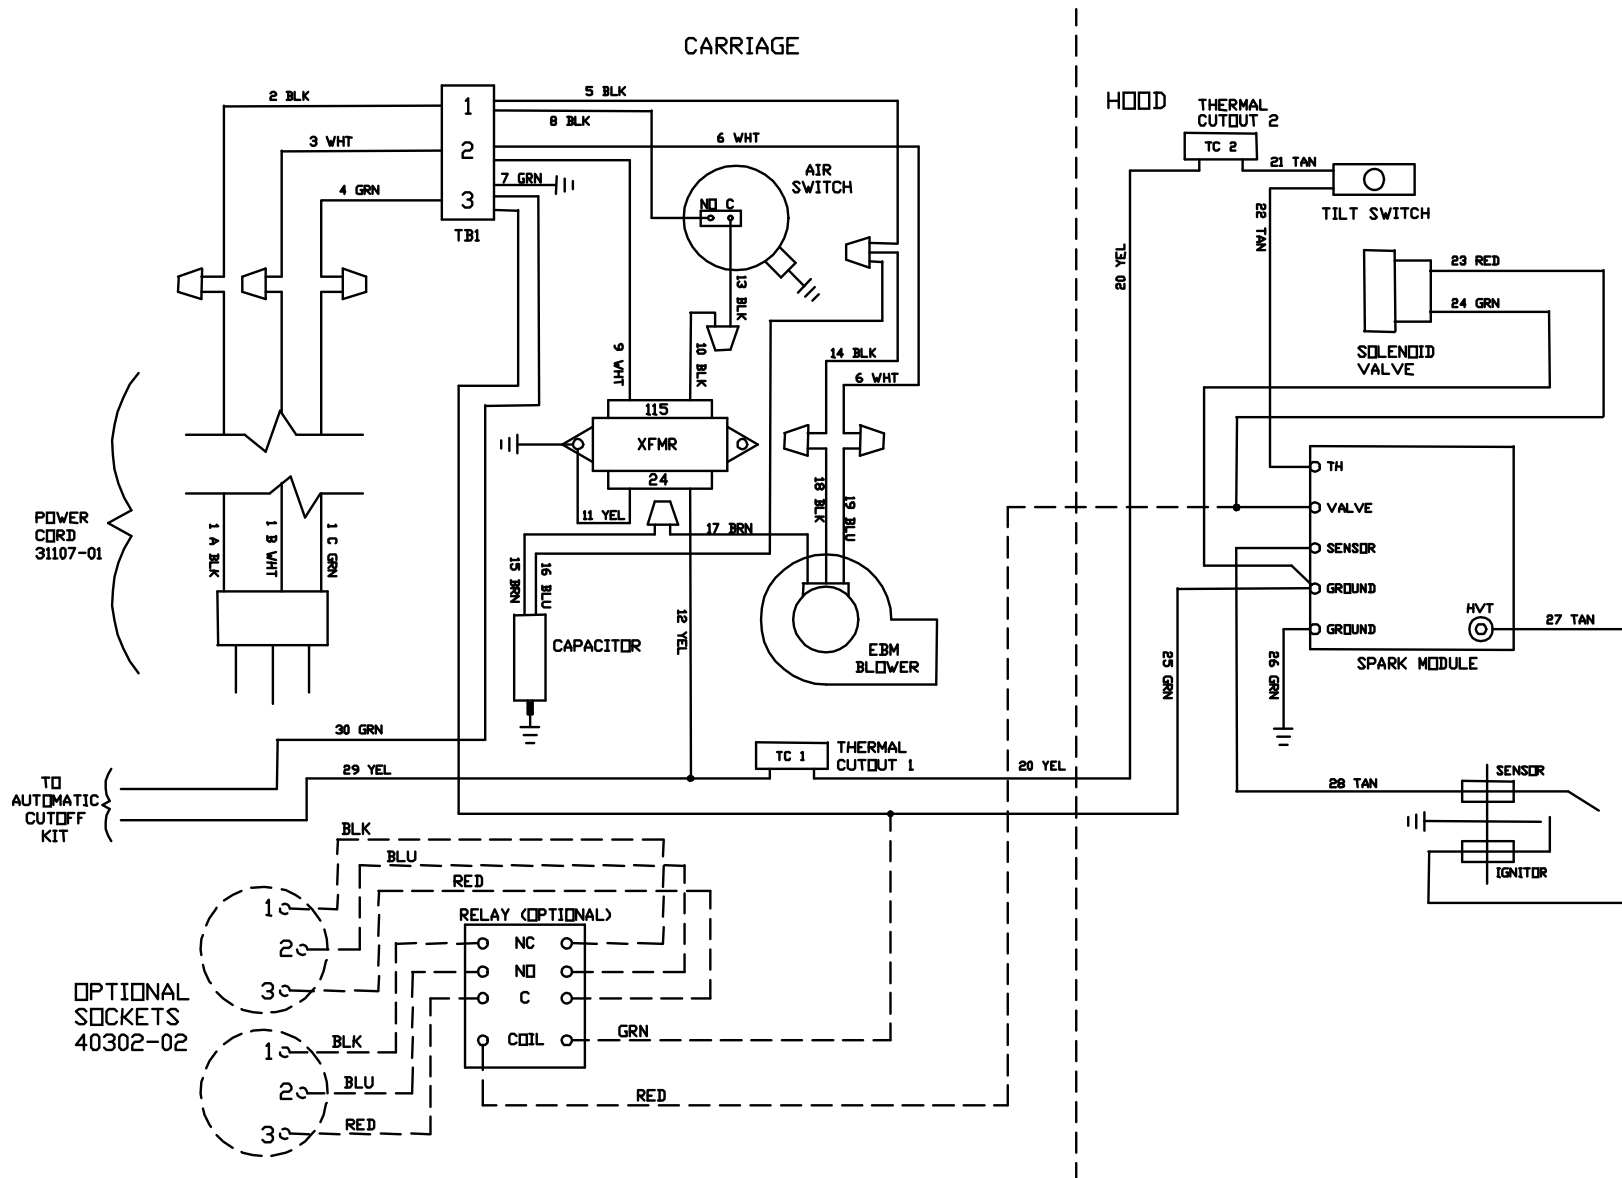 CARRIAGE
HOOD
2 BLK
3 WHT
4 GRN
1
2
3
TB1
5 BLK
8 BLK
6 WHT
7 GRN
AIR
SWITCH
NO C
13 BLK
9 WHT
10 BLK
14 BLK
6 WHT
115
XFMR
24
11 YEL
17 BRN
18 BLK
19 BLU
15 BRN
16 BLU
12 YEL
CAPACITOR
EBM
BLOWER
POWER
CORD
31107-01
1 A BLK
1 B WHT
1 C GRN
30 GRN
29 YEL
TO
AUTOMATIC
CUTOFF
KIT
TC 1
THERMAL
CUTOUT 1
20 YEL
THERMAL
CUTOUT 2
TC 2
21 TAN
TILT SWITCH
22 TAN
20 YEL
23 RED
24 GRN
SOLENOID
VALVE
TH
VALVE
SENSOR
GROUND
GROUND
HVT
27 TAN
SPARK MODULE
25 GRN
26 GRN
28 TAN
SENSOR
IGNITOR
BLK
BLU
RED
RELAY (OPTIONAL)
NC
NO
C
COIL
GRN
RED
OPTIONAL
SOCKETS
40302-02
1
2
3
1
2
3
BLK
BLU
RED